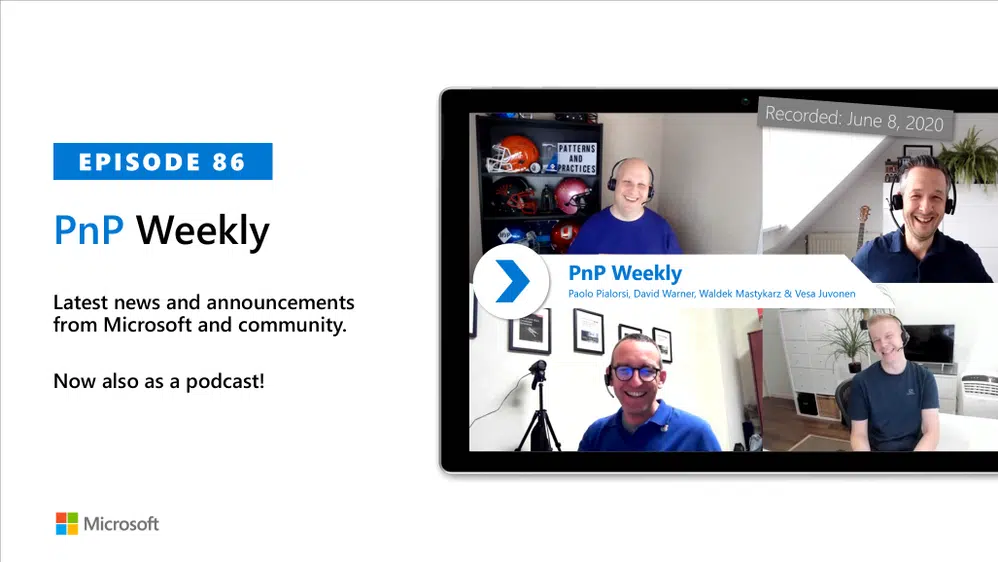 EPISODE 86
PnP Weekly
Latest news and announcements
from Microsoft and community.
Now also as a podcast!
Microsoft
Recorded: June 8, 2020
PATTERNS
AND
PRACTICES
PnP Weekly
Paolo Pialorsi, David Warner, Waldek Mastykarz & Vesa Juvonen